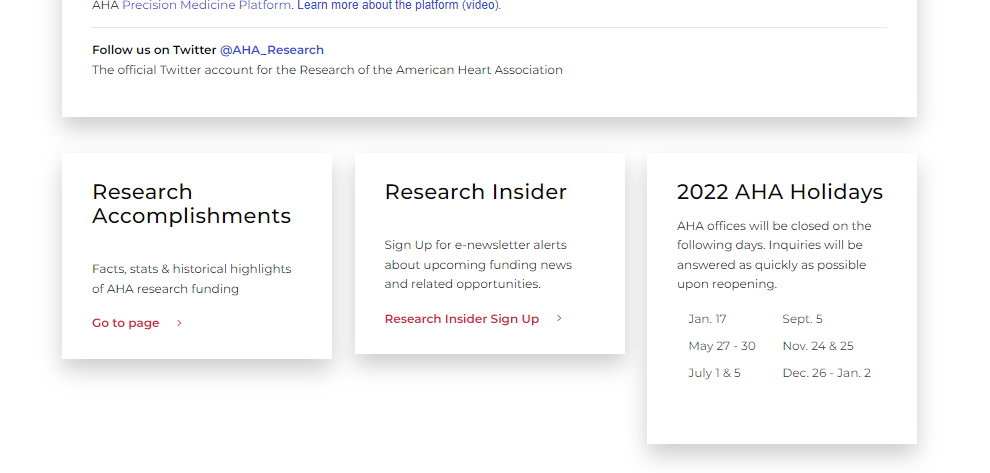 AHA Precision Medicine Platform. Learn more about the platform (video).
Follow us on Twitter @AHA_Research
The official Twitter account for the Research of the American Heart Association
Research
Accomplishments
Facts, stats & historical highlights
of AHA research funding
Go to page
Research Insider
Sign Up for e-newsletter alerts
about upcoming funding news
and related opportunities.
Research Insider Sign Up
2022 AHA Holidays
AHA offices will be closed on the
following days. Inquiries will be
answered as quickly as possible
upon reopening.
Jan. 17 Sept. 5
May 27 - 30 Nov. 24 & 25
July 1 & 5 Dec. 26 - Jan. 2